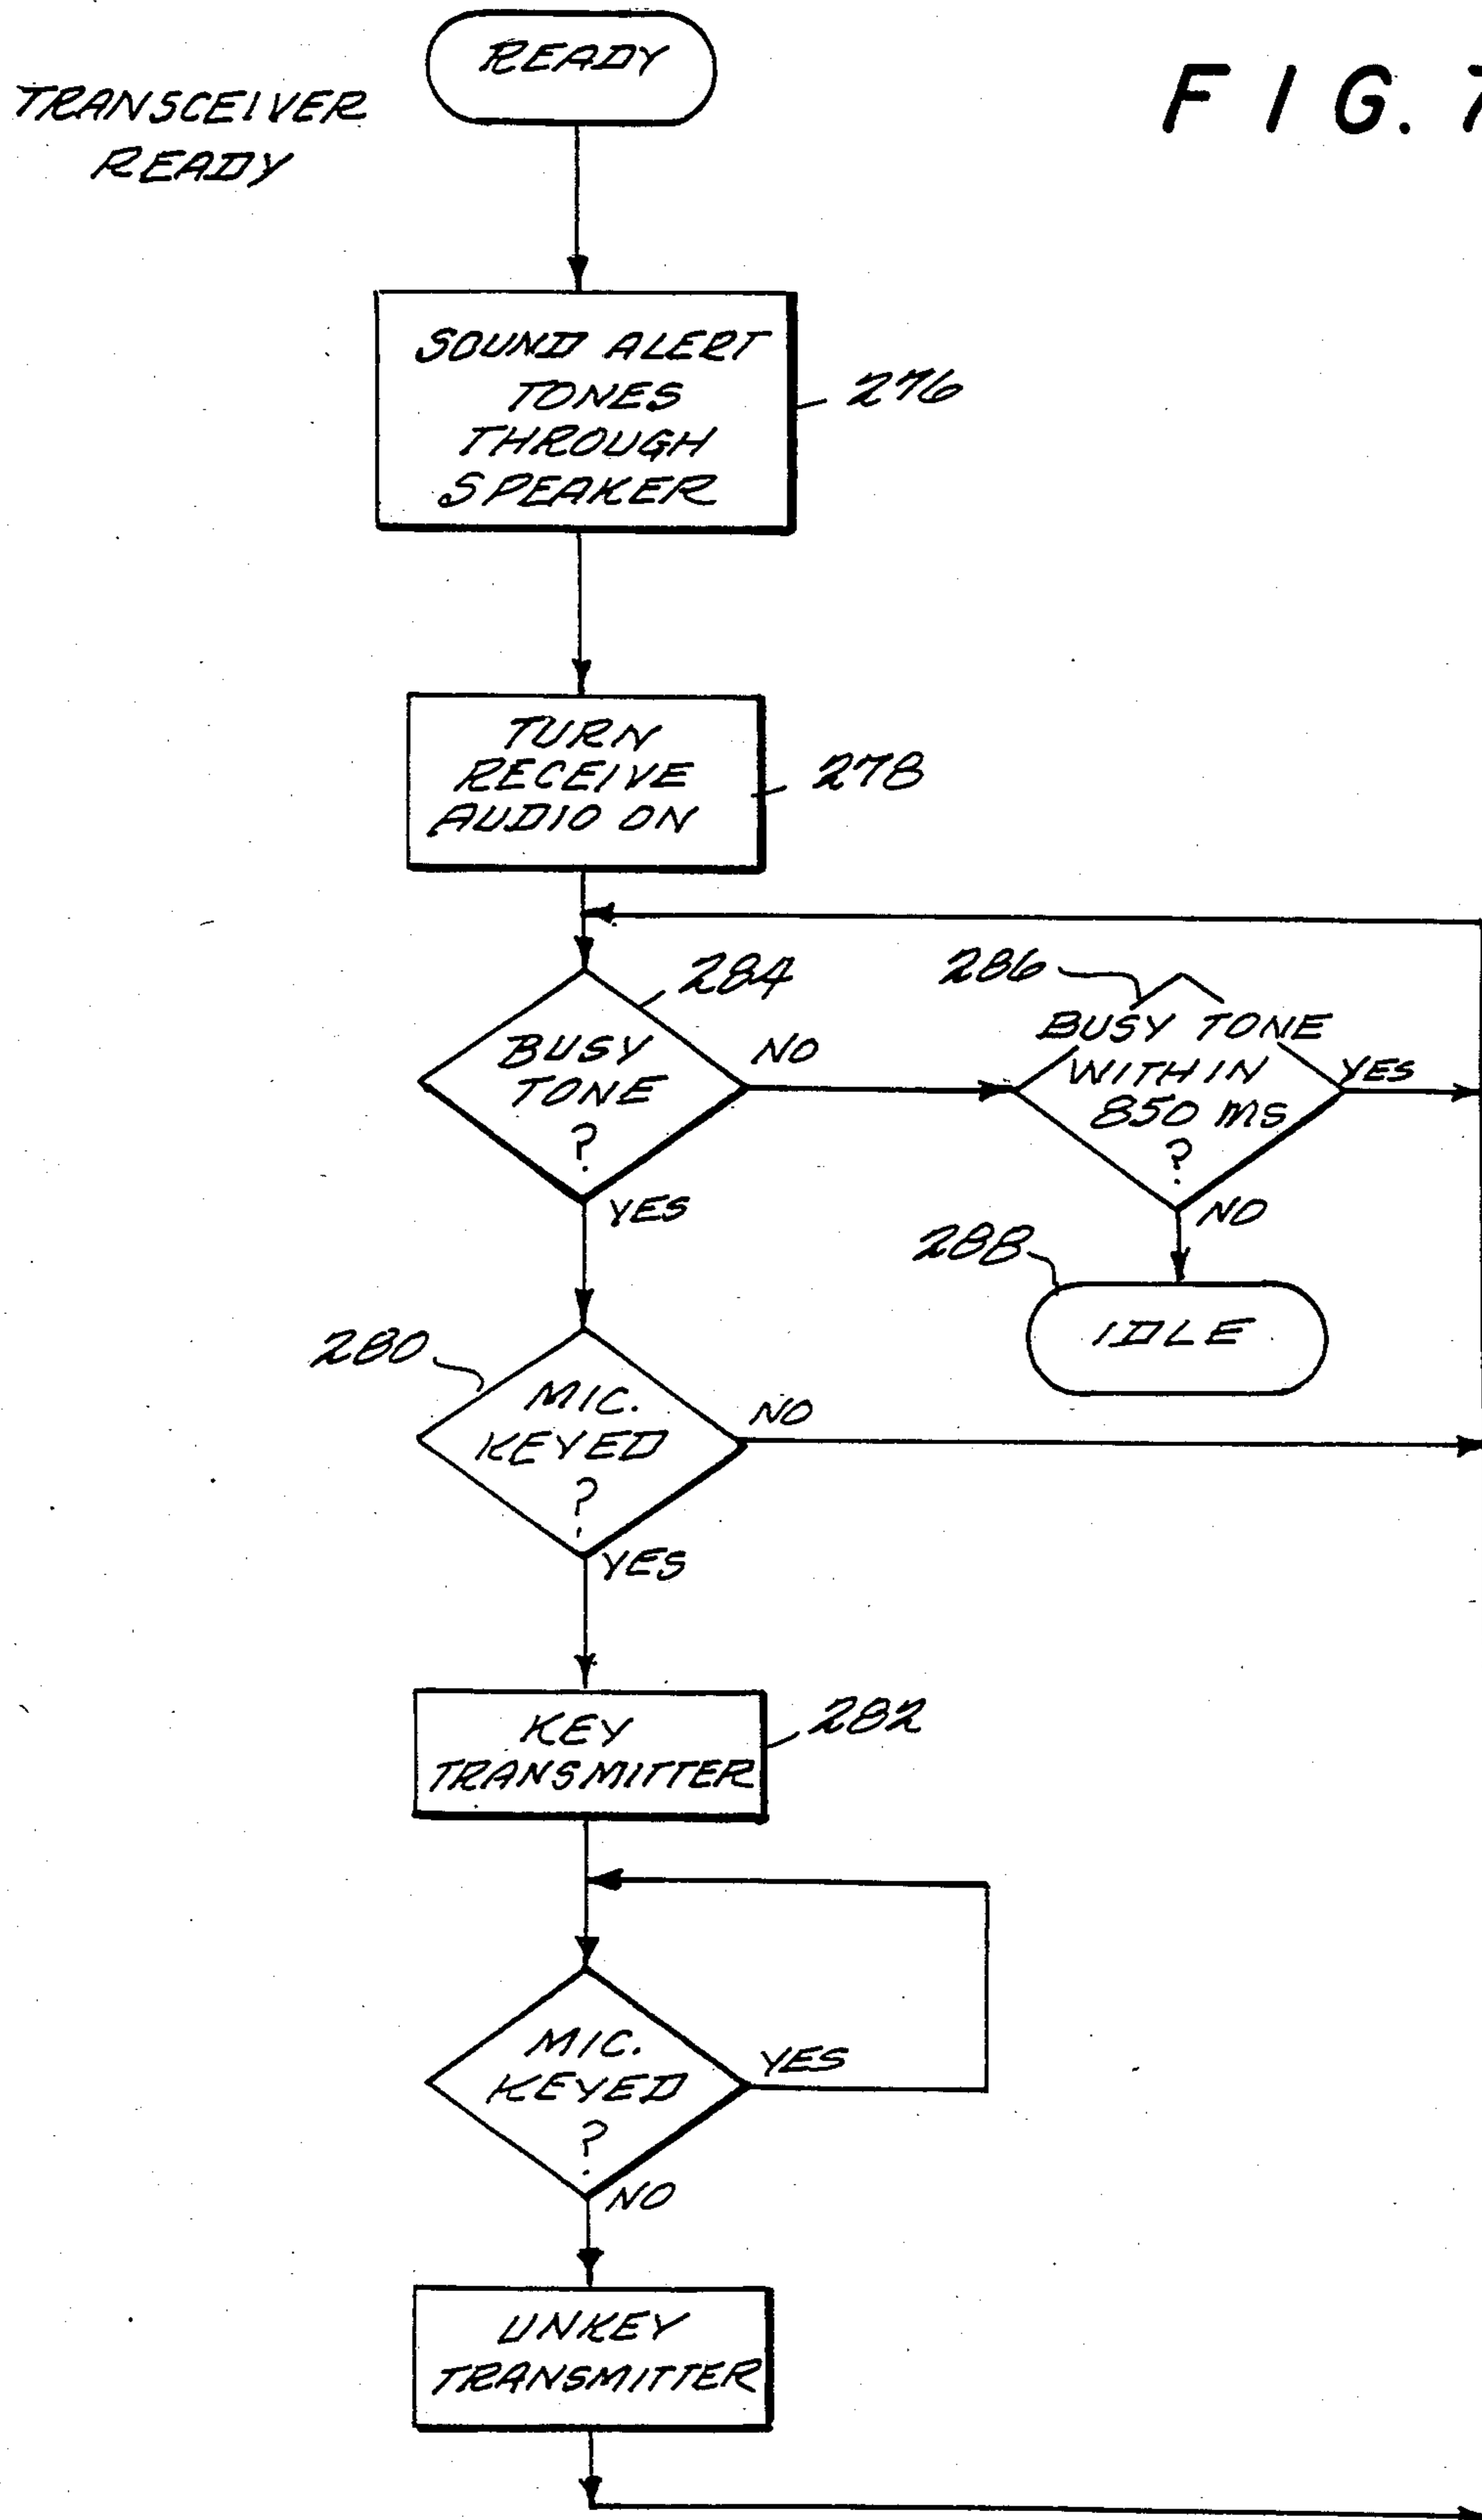 READY
TRANSCEIVER
READY
FIG. 7
SOUND ALERT
TONES
THROUGH
SPEAKER
276
TURN
RECEIVE
AUDIO ON
278
284
286
BUSY
TONE
?
NO
BUSY TONE
WITHIN
850 MS
?
YES
YES
NO
288
IDLE
280
MIC.
KEYED
?
NO
YES
KEY
TRANSMITTER
282
MIC.
KEYED
?
YES
NO
UNKEY
TRANSMITTER